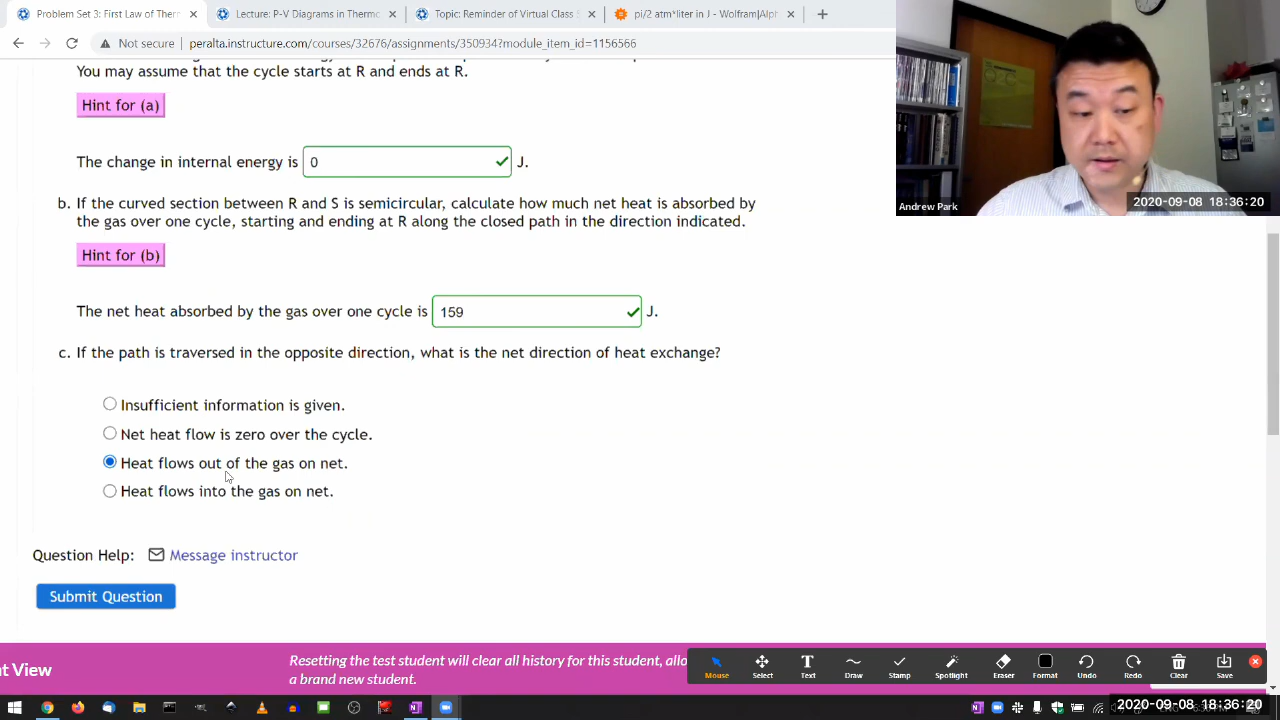 Problem Set 3: First Law of Ther
Lecture: P-V Diagrams in Thermo
Topic: Reminder of Virtual Class S
pi/2 atm*liter in J - Wolfram|Alph
Not secure
peralta.instructure.com/courses/32676/assignments/350934?module_item_id=1156566
You may assume that the cycle starts at R and ends at R.
Hint for (a)
The change in internal energy is 0 J.
b. If the curved section between R and S is semicircular, calculate how much net heat is absorbed by
the gas over one cycle, starting and ending at R along the closed path in the direction indicated.
Hint for (b)
The net heat absorbed by the gas over one cycle is 159 J.
c. If the path is traversed in the opposite direction, what is the net direction of heat exchange?
Insufficient information is given.
Net heat flow is zero over the cycle.
Heat flows out of the gas on net.
Heat flows into the gas on net.
Question Help: Message instructor
Submit Question
nt View
Resetting the test student will clear all history for this student, allo
a brand new student.
Mouse Select Text Draw Stamp Spotlight Eraser Format Undo Redo Clear Save
Andrew Park
2020-09-08 18:36:20
2020-09-08 18:36:20